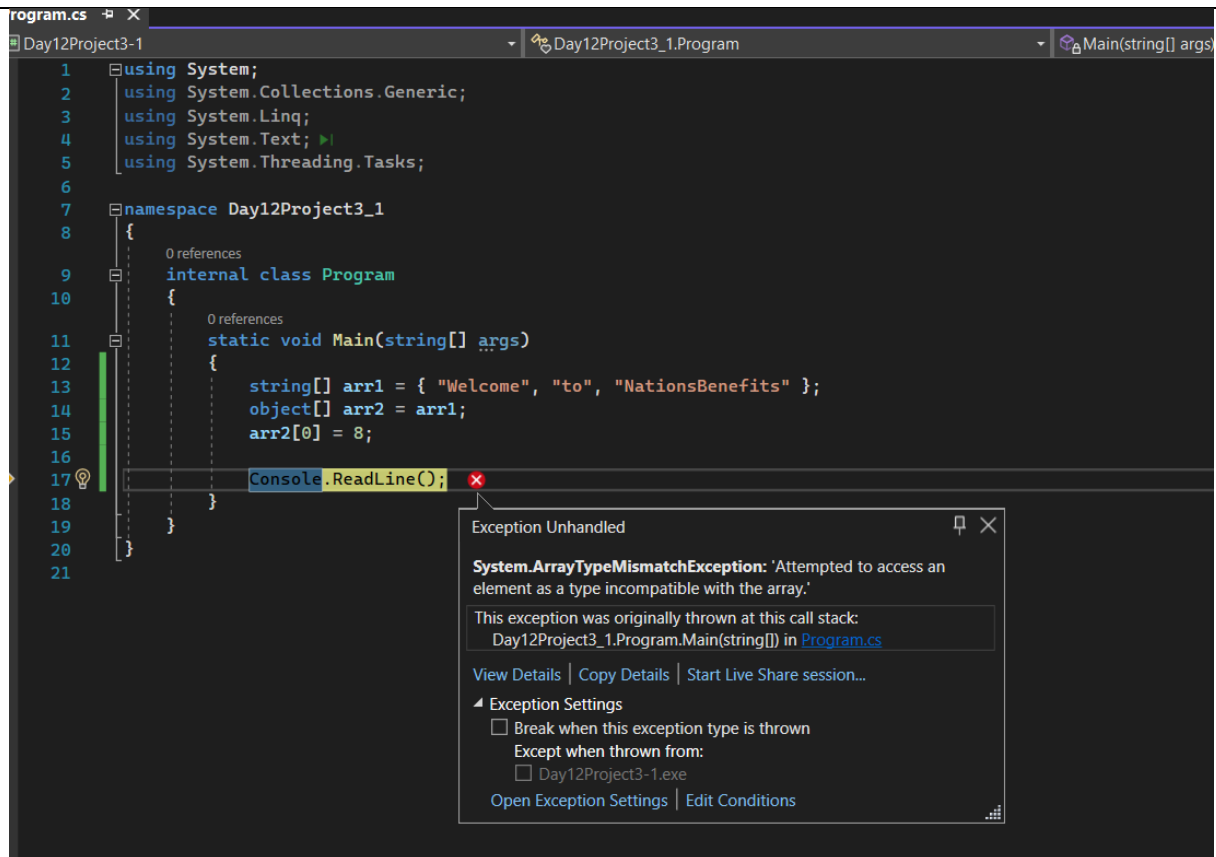 rogram.cs
Day12Project3-1 Day12Project3_1.Program Main(string[] args)
1 using System;
2 using System.Collections.Generic;
3 using System.Linq;
4 using System.Text;
5 using System.Threading.Tasks;
6
7 namespace Day12Project3_1
8 {
0 references
9 internal class Program
10 {
0 references
11 static void Main(string[] args)
12 {
13 string[] arr1 = { "Welcome", "to", "NationsBenefits" };
14 object[] arr2 = arr1;
15 arr2[0] = 8;
16
17 Console.ReadLine();
18 }
19 }
20 }
21
Exception Unhandled
System.ArrayTypeMismatchException: 'Attempted to access an
element as a type incompatible with the array.'
This exception was originally thrown at this call stack:
Day12Project3_1.Program.Main(string[]) in Program.cs
View Details | Copy Details | Start Live Share session...
Exception Settings
Break when this exception type is thrown
Except when thrown from:
Day12Project3-1.exe
Open Exception Settings | Edit Conditions